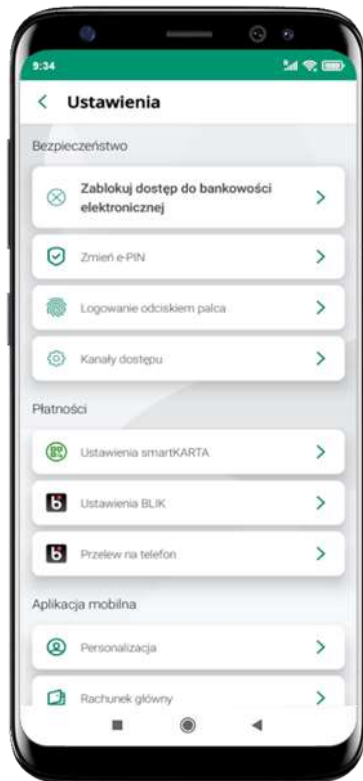 9:34
Ustawienia
Bezpieczeństwo
Zablokuj dostęp do bankowości
elektronicznej
Zmień e-PIN
Logowanie odciskiem palca
Kanały dostępu
Płatności
Ustawienia smartKARTA
Ustawienia BLIK
Przelew na telefon
Aplikacja mobilna
Personalizacja
Rachunek główny